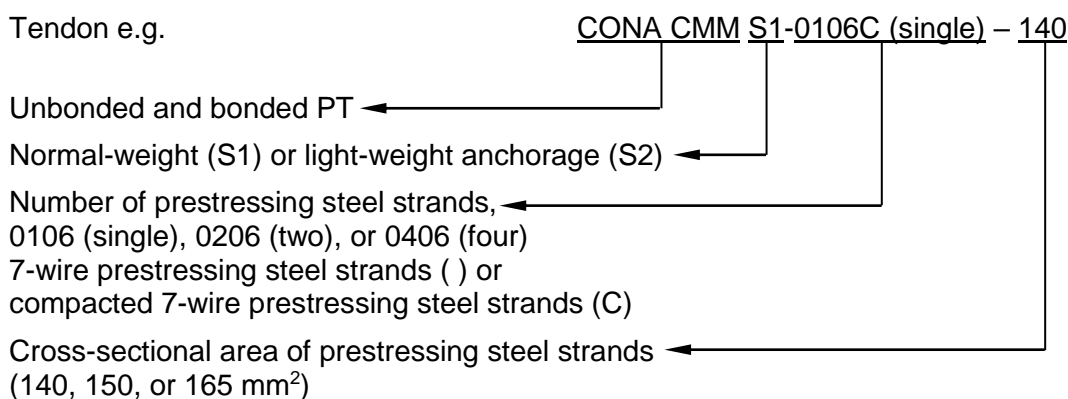 Tendon e.g. CONA CMM S1-0106C (single) – 140
Unbonded and bonded PT
Normal-weight (S1) or light-weight anchorage (S2)
Number of prestressing steel strands,
0106 (single), 0206 (two), or 0406 (four)
7-wire prestressing steel strands ( ) or
compacted 7-wire prestressing steel strands (C)
Cross-sectional area of prestressing steel strands
(140, 150, or 165 mm²)